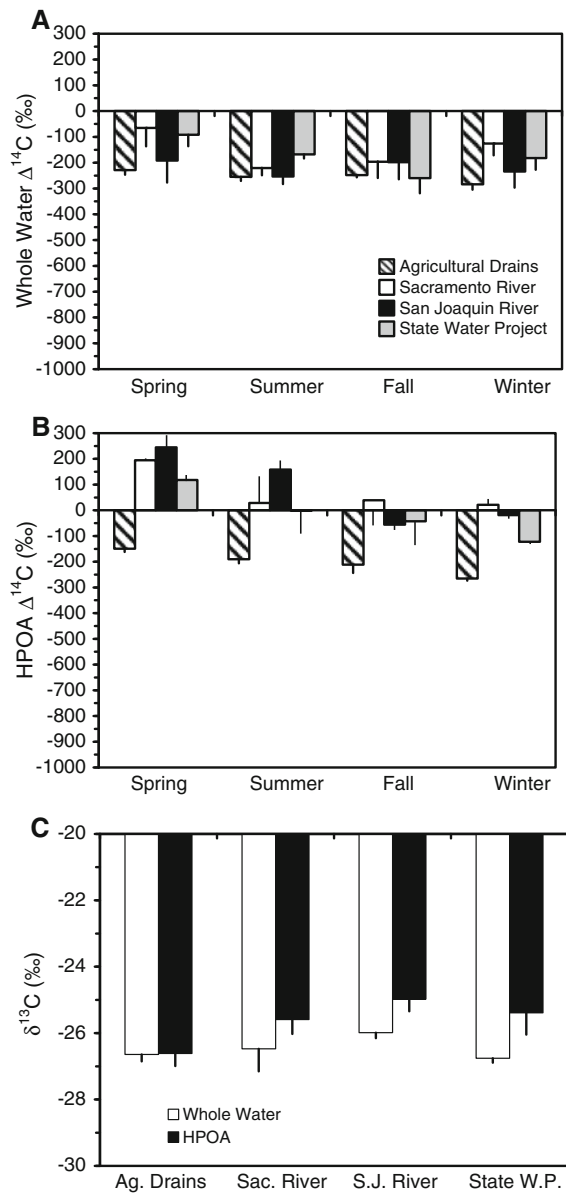 A
300
200
100
0
-100
-200
-300
-400
-500
-600
-700
-800
-900
-1000
Whole Water Δ¹⁴C (‰)
Agricultural Drains
Sacramento River
San Joaquin River
State Water Project
Spring Summer Fall Winter
B
300
200
100
0
-100
-200
-300
-400
-500
-600
-700
-800
-900
-1000
HPOA Δ¹⁴C (‰)
Spring Summer Fall Winter
C
-20
-22
-24
-26
-28
-30
δ¹³C (‰)
Whole Water
HPOA
Ag. Drains Sac. River S.J. River State W.P.